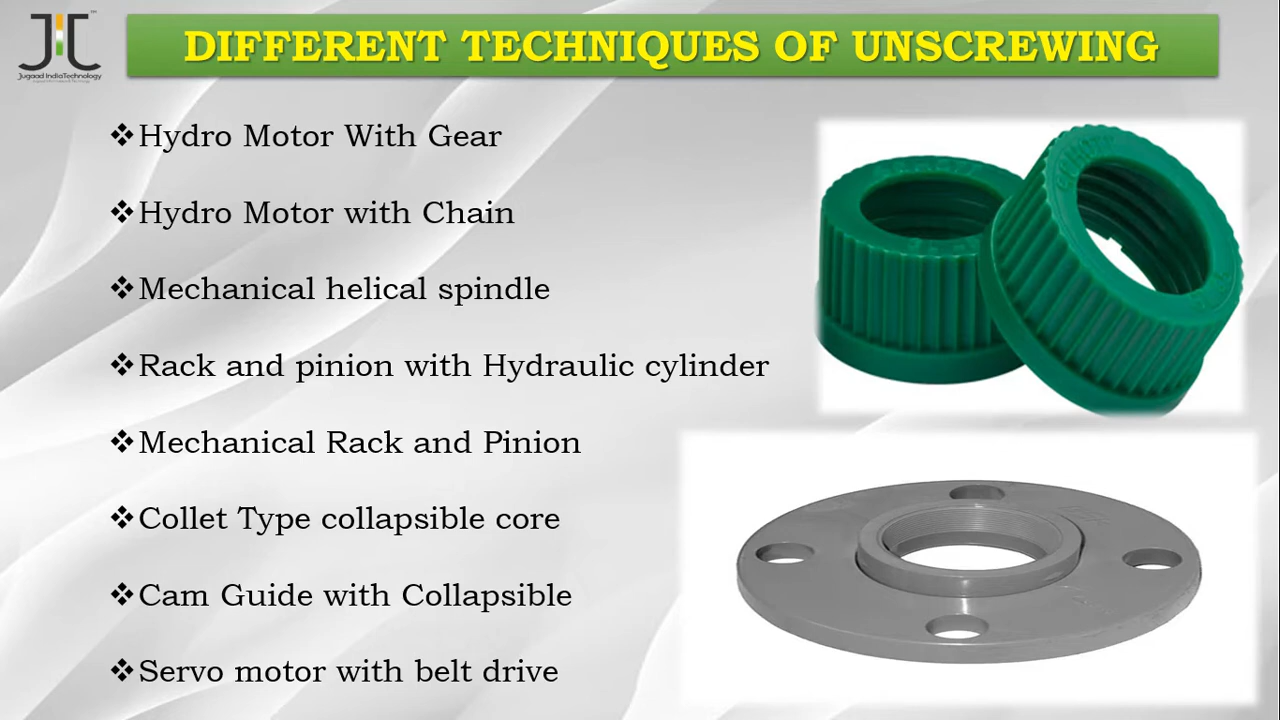 JIT
Jugaad IndiaTechnology
DIFFERENT TECHNIQUES OF UNSCREWING
❖Hydro Motor With Gear
❖Hydro Motor with Chain
❖Mechanical helical spindle
❖Rack and pinion with Hydraulic cylinder
❖Mechanical Rack and Pinion
❖Collet Type collapsible core
❖Cam Guide with Collapsible
❖Servo motor with belt drive